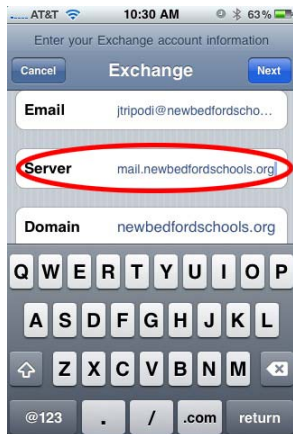 AT&T 10:30 AM 63%
Enter your Exchange account information
Cancel Exchange Next
Email jtripodi@newbedfordscho...
Server mail.newbedfordschools.org
Domain newbedfordschools.org
Q W E R T Y U I O P
A S D F G H J K L
Z X C V B N M
@123 . / .com return